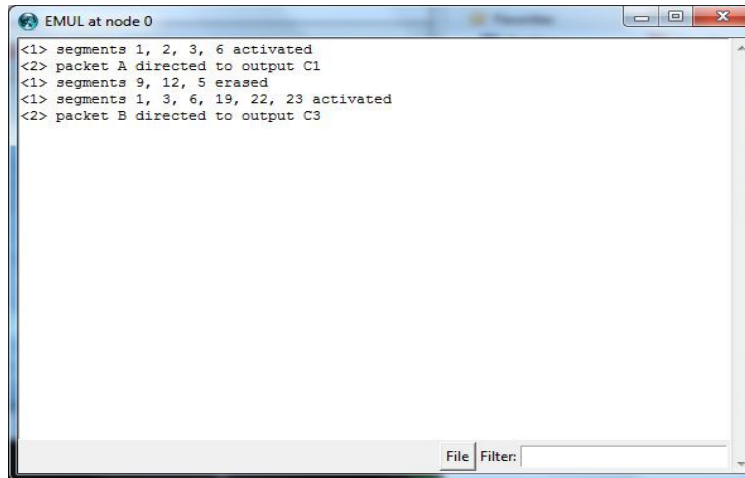 EMUL at node 0
<1> segments 1, 2, 3, 6 activated
<2> packet A directed to output C1
<1> segments 9, 12, 5 erased
<1> segments 1, 3, 6, 19, 22, 23 activated
<2> packet B directed to output C3
File Filter: